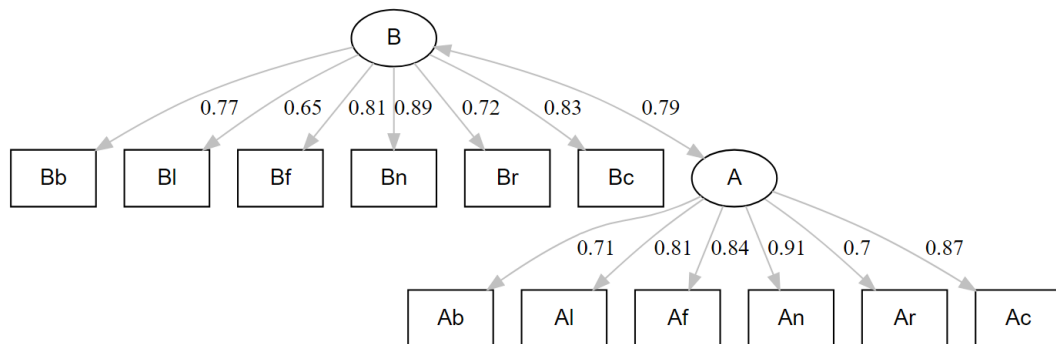 B
0.77 0.65 0.81 0.89 0.72 0.83 0.79
Bb Bl Bf Bn Br Bc A
0.71 0.81 0.84 0.91 0.7 0.87
Ab Al Af An Ar Ac